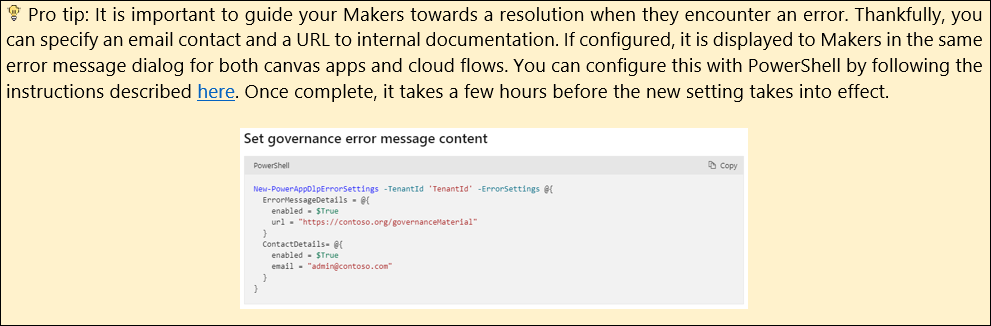 Pro tip: It is important to guide your Makers towards a resolution when they encounter an error. Thankfully, you
can specify an email contact and a URL to internal documentation. If configured, it is displayed to Makers in the same
error message dialog for both canvas apps and cloud flows. You can configure this with PowerShell by following the
instructions described here. Once complete, it takes a few hours before the new setting takes into effect.
Set governance error message content
PowerShell Copy
New-PowerAppDlpErrorSettings -TenantId 'TenantId' -ErrorSettings @{
ErrorMessageDetails = @{
enabled = $True
url = "https://contoso.org/governanceMaterial"
}
ContactDetails= @{
enabled = $True
email = "admin@contoso.com"
}
}